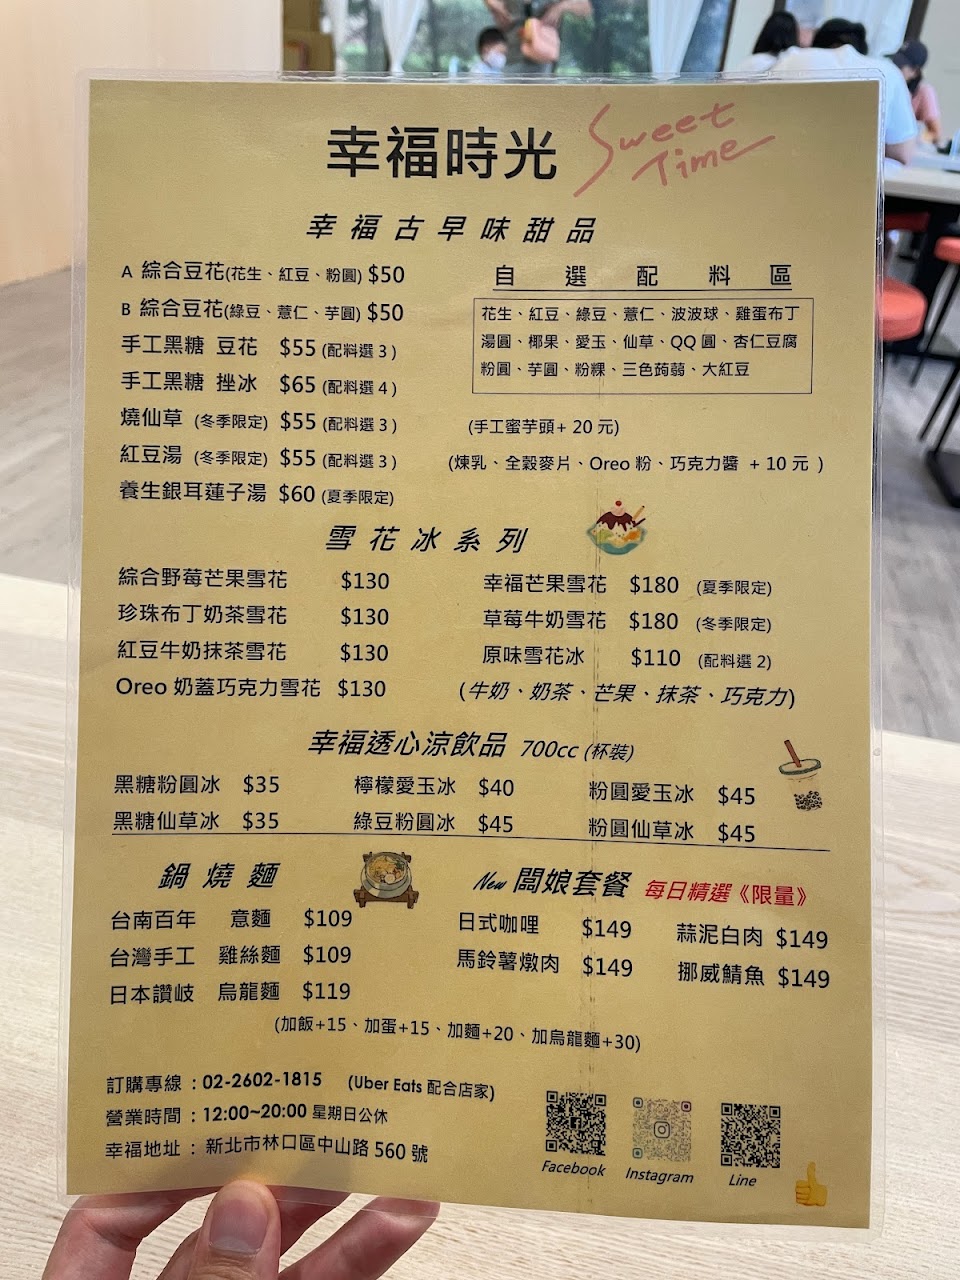 幸福時光 Sweet Time
幸福古早味甜品
A 綜合豆花(花生、紅豆、粉圓) $50
B 綜合豆花(綠豆、薏仁、芋圓) $50
手工黑糖 豆花 $55 (配料選 3 )
手工黑糖 挫冰 $65 (配料選 4 )
燒仙草 (冬季限定) $55 (配料選 3 )
紅豆湯 (冬季限定) $55 (配料選 3 )
養生銀耳蓮子湯 $60 (夏季限定)
自選配料區
花生、紅豆、綠豆、薏仁、波波球、雞蛋布丁
湯圓、椰果、愛玉、仙草、QQ 圓、杏仁豆腐
粉圓、芋圓、粉粿、三色蒟蒻、大紅豆
(手工蜜芋頭+ 20 元)
(煉乳、全穀麥片、Oreo 粉、巧克力醬 + 10 元 )
雪花冰系列
綜合野莓芒果雪花 $130
珍珠布丁奶茶雪花 $130
紅豆牛奶抹茶雪花 $130
Oreo 奶蓋巧克力雪花 $130
幸福芒果雪花 $180 (夏季限定)
草莓牛奶雪花 $180 (冬季限定)
原味雪花冰 $110 (配料選 2)
(牛奶、奶茶、芒果、抹茶、巧克力)
幸福透心涼飲品 700cc (杯裝)
黑糖粉圓冰 $35 檸檬愛玉冰 $40 粉圓愛玉冰 $45
黑糖仙草冰 $35 綠豆粉圓冰 $45 粉圓仙草冰 $45
鍋燒麵
台南百年 意麵 $109
台灣手工 雞絲麵 $109
日本讚岐 烏龍麵 $119
New 闆娘套餐 每日精選《限量》
日式咖哩 $149 蒜泥白肉 $149
馬鈴薯燉肉 $149 挪威鯖魚 $149
(加飯+15、加蛋+15、加麵+20、加烏龍麵+30)
訂購專線：02-2602-1815 (Uber Eats 配合店家)
營業時間：12:00~20:00 星期日公休
幸福地址：新北市林口區中山路 560 號
Facebook Instagram Line